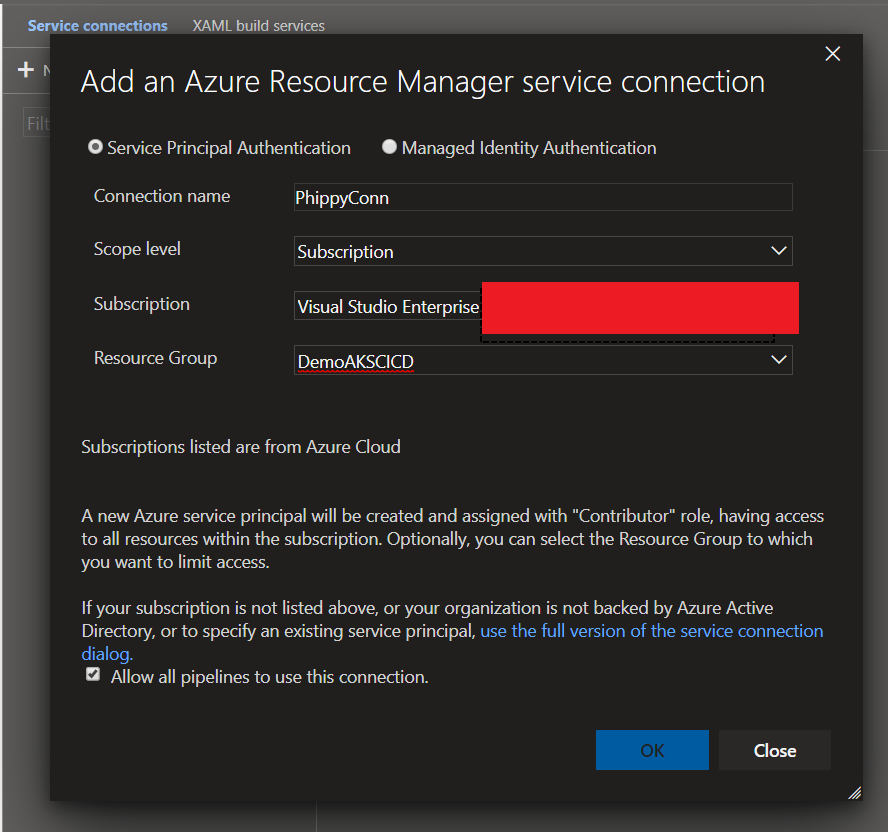 Service connections XAML build services
N
Filt
Add an Azure Resource Manager service connection
Service Principal Authentication Managed Identity Authentication
Connection name PhippyConn
Scope level Subscription
Subscription Visual Studio Enterprise
Resource Group DemoAKSCICD
Subscriptions listed are from Azure Cloud
A new Azure service principal will be created and assigned with "Contributor" role, having access
to all resources within the subscription. Optionally, you can select the Resource Group to which
you want to limit access.
If your subscription is not listed above, or your organization is not backed by Azure Active
Directory, or to specify an existing service principal, use the full version of the service connection
dialog.
Allow all pipelines to use this connection.
OK Close